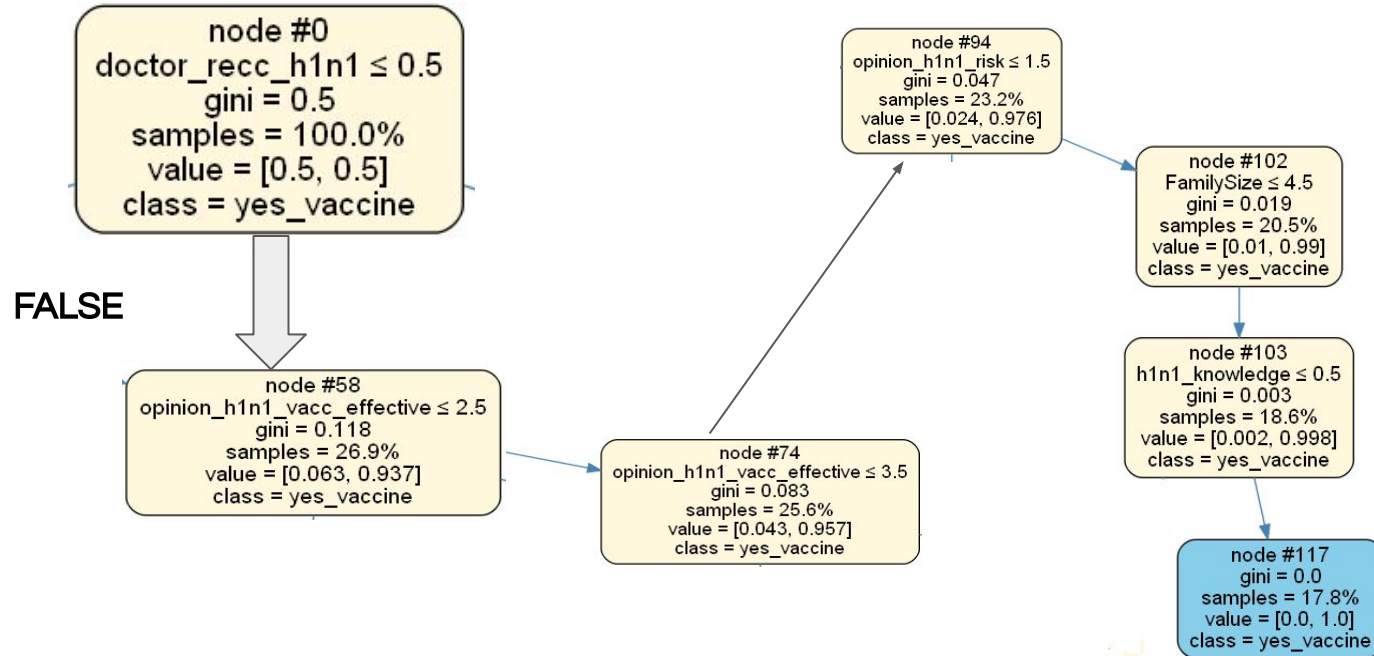 node #0
doctor_recc_h1n1 ≤ 0.5
gini = 0.5
samples = 100.0%
value = [0.5, 0.5]
class = yes_vaccine
FALSE
node #58
opinion_h1n1_vacc_effective ≤ 2.5
gini = 0.118
samples = 26.9%
value = [0.063, 0.937]
class = yes_vaccine
node #74
opinion_h1n1_vacc_effective ≤ 3.5
gini = 0.083
samples = 25.6%
value = [0.043, 0.957]
class = yes_vaccine
node #94
opinion_h1n1_risk ≤ 1.5
gini = 0.047
samples = 23.2%
value = [0.024, 0.976]
class = yes_vaccine
node #102
FamilySize ≤ 4.5
gini = 0.019
samples = 20.5%
value = [0.01, 0.99]
class = yes_vaccine
node #103
h1n1_knowledge ≤ 0.5
gini = 0.003
samples = 18.6%
value = [0.002, 0.998]
class = yes_vaccine
node #117
gini = 0.0
samples = 17.8%
value = [0.0, 1.0]
class = yes_vaccine